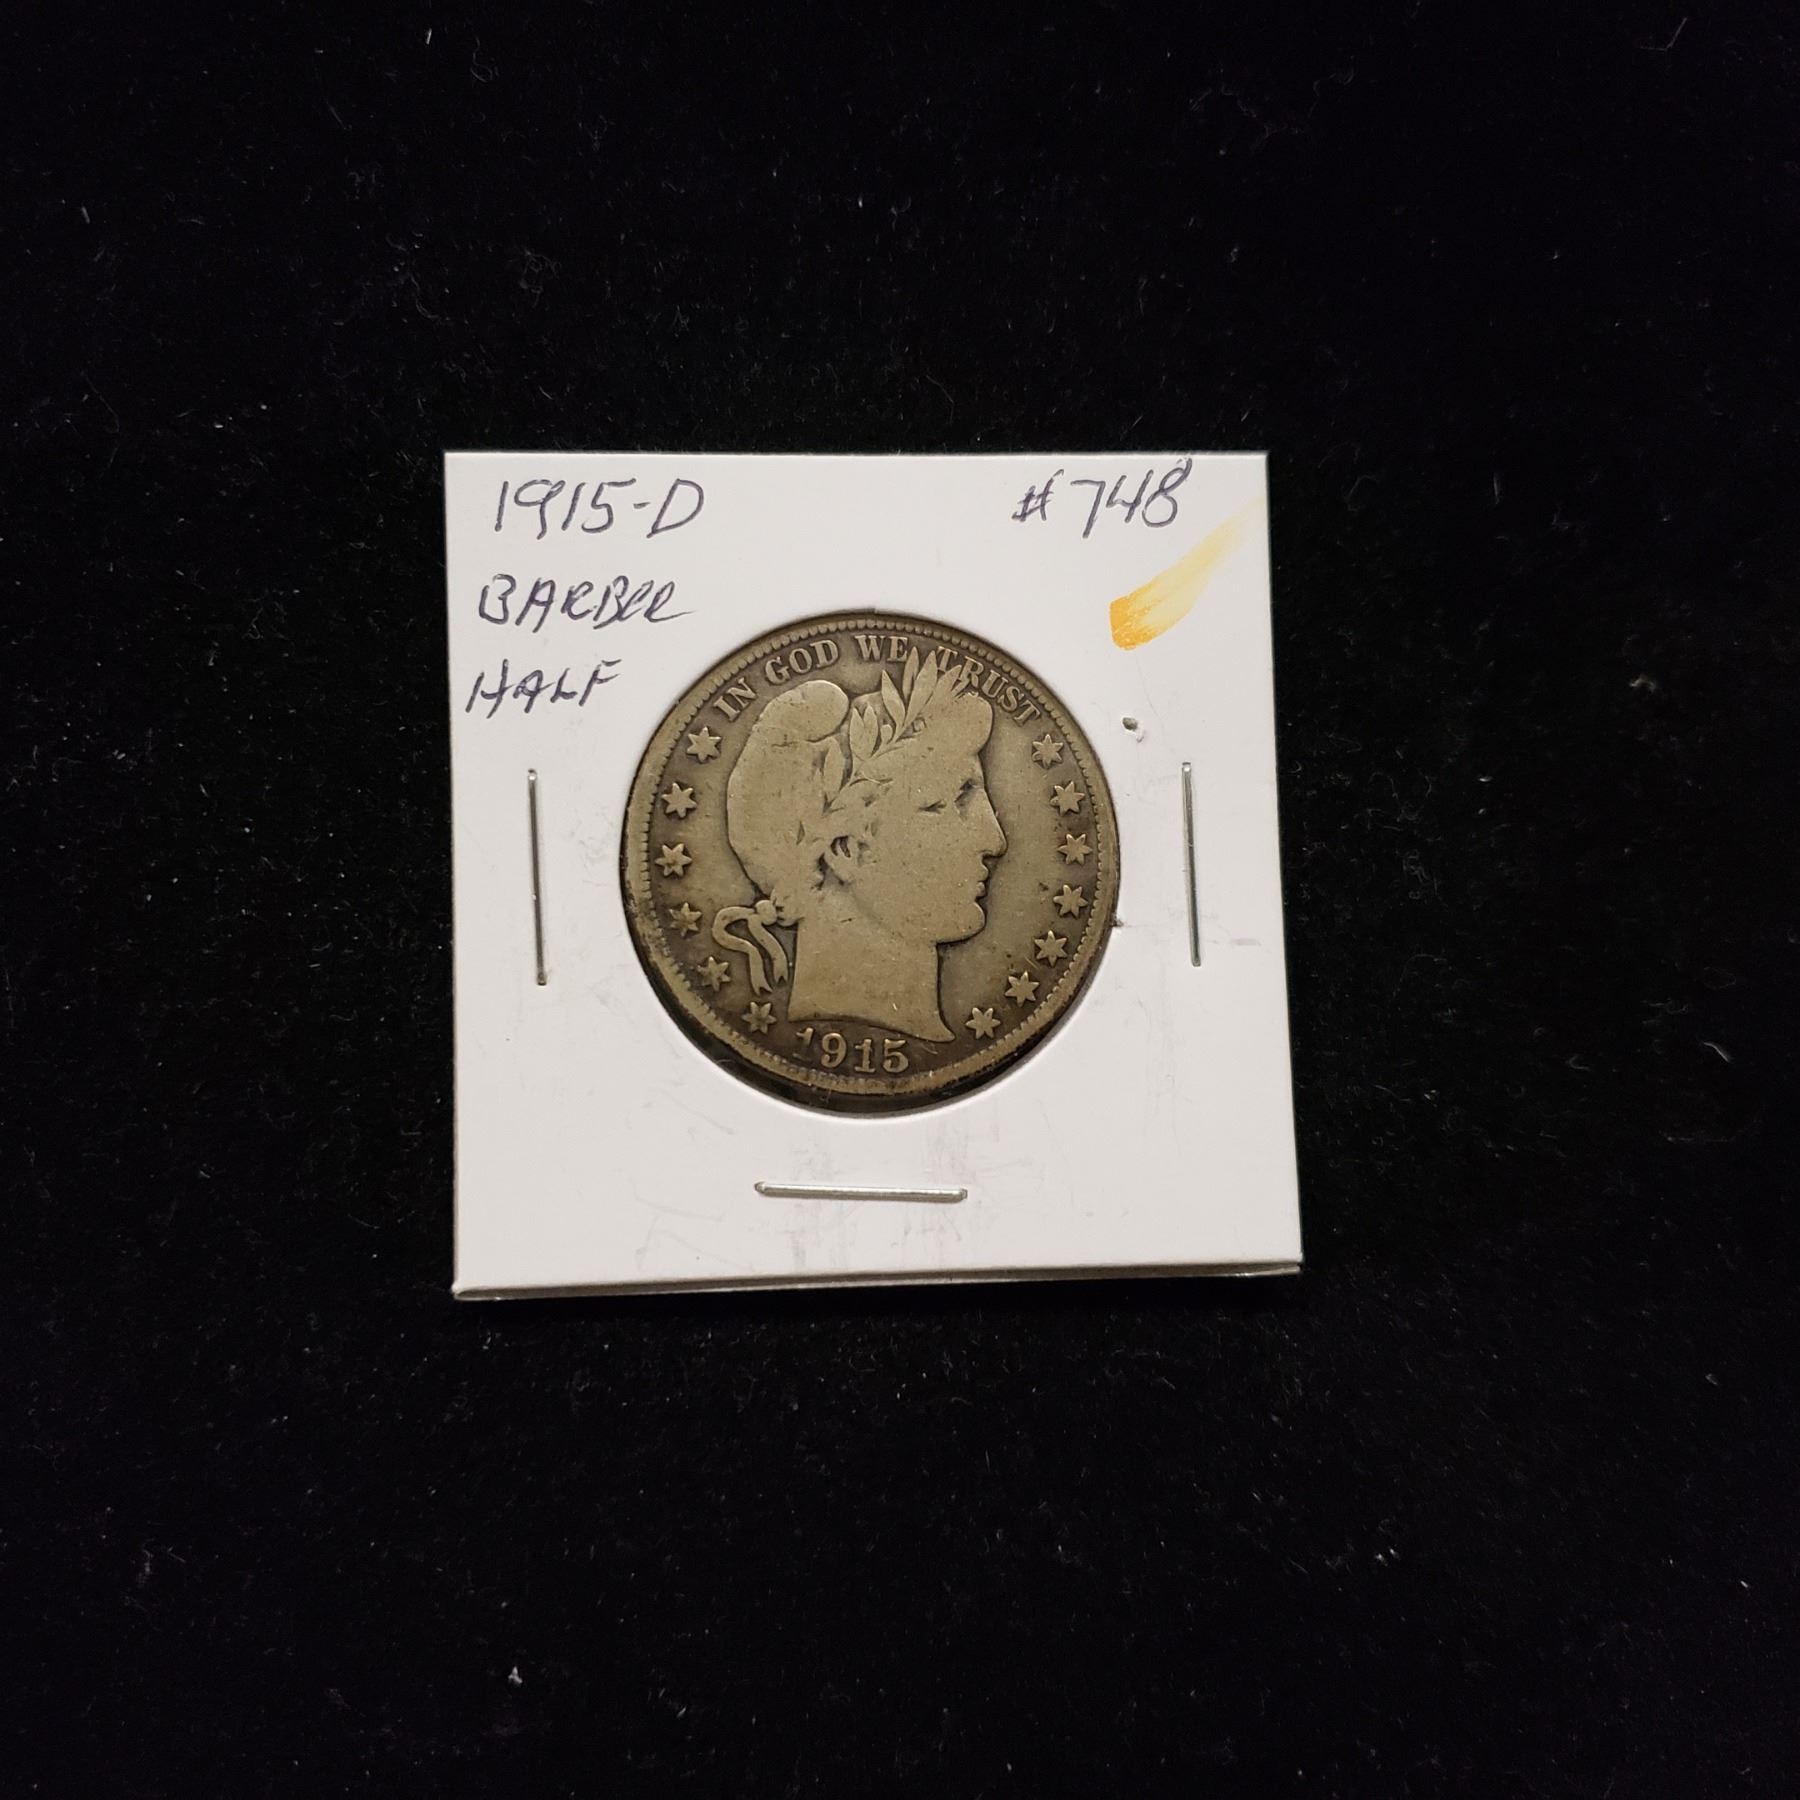 1915-D #748
BARBER
HALF
IN GOD WE TRUST
1915